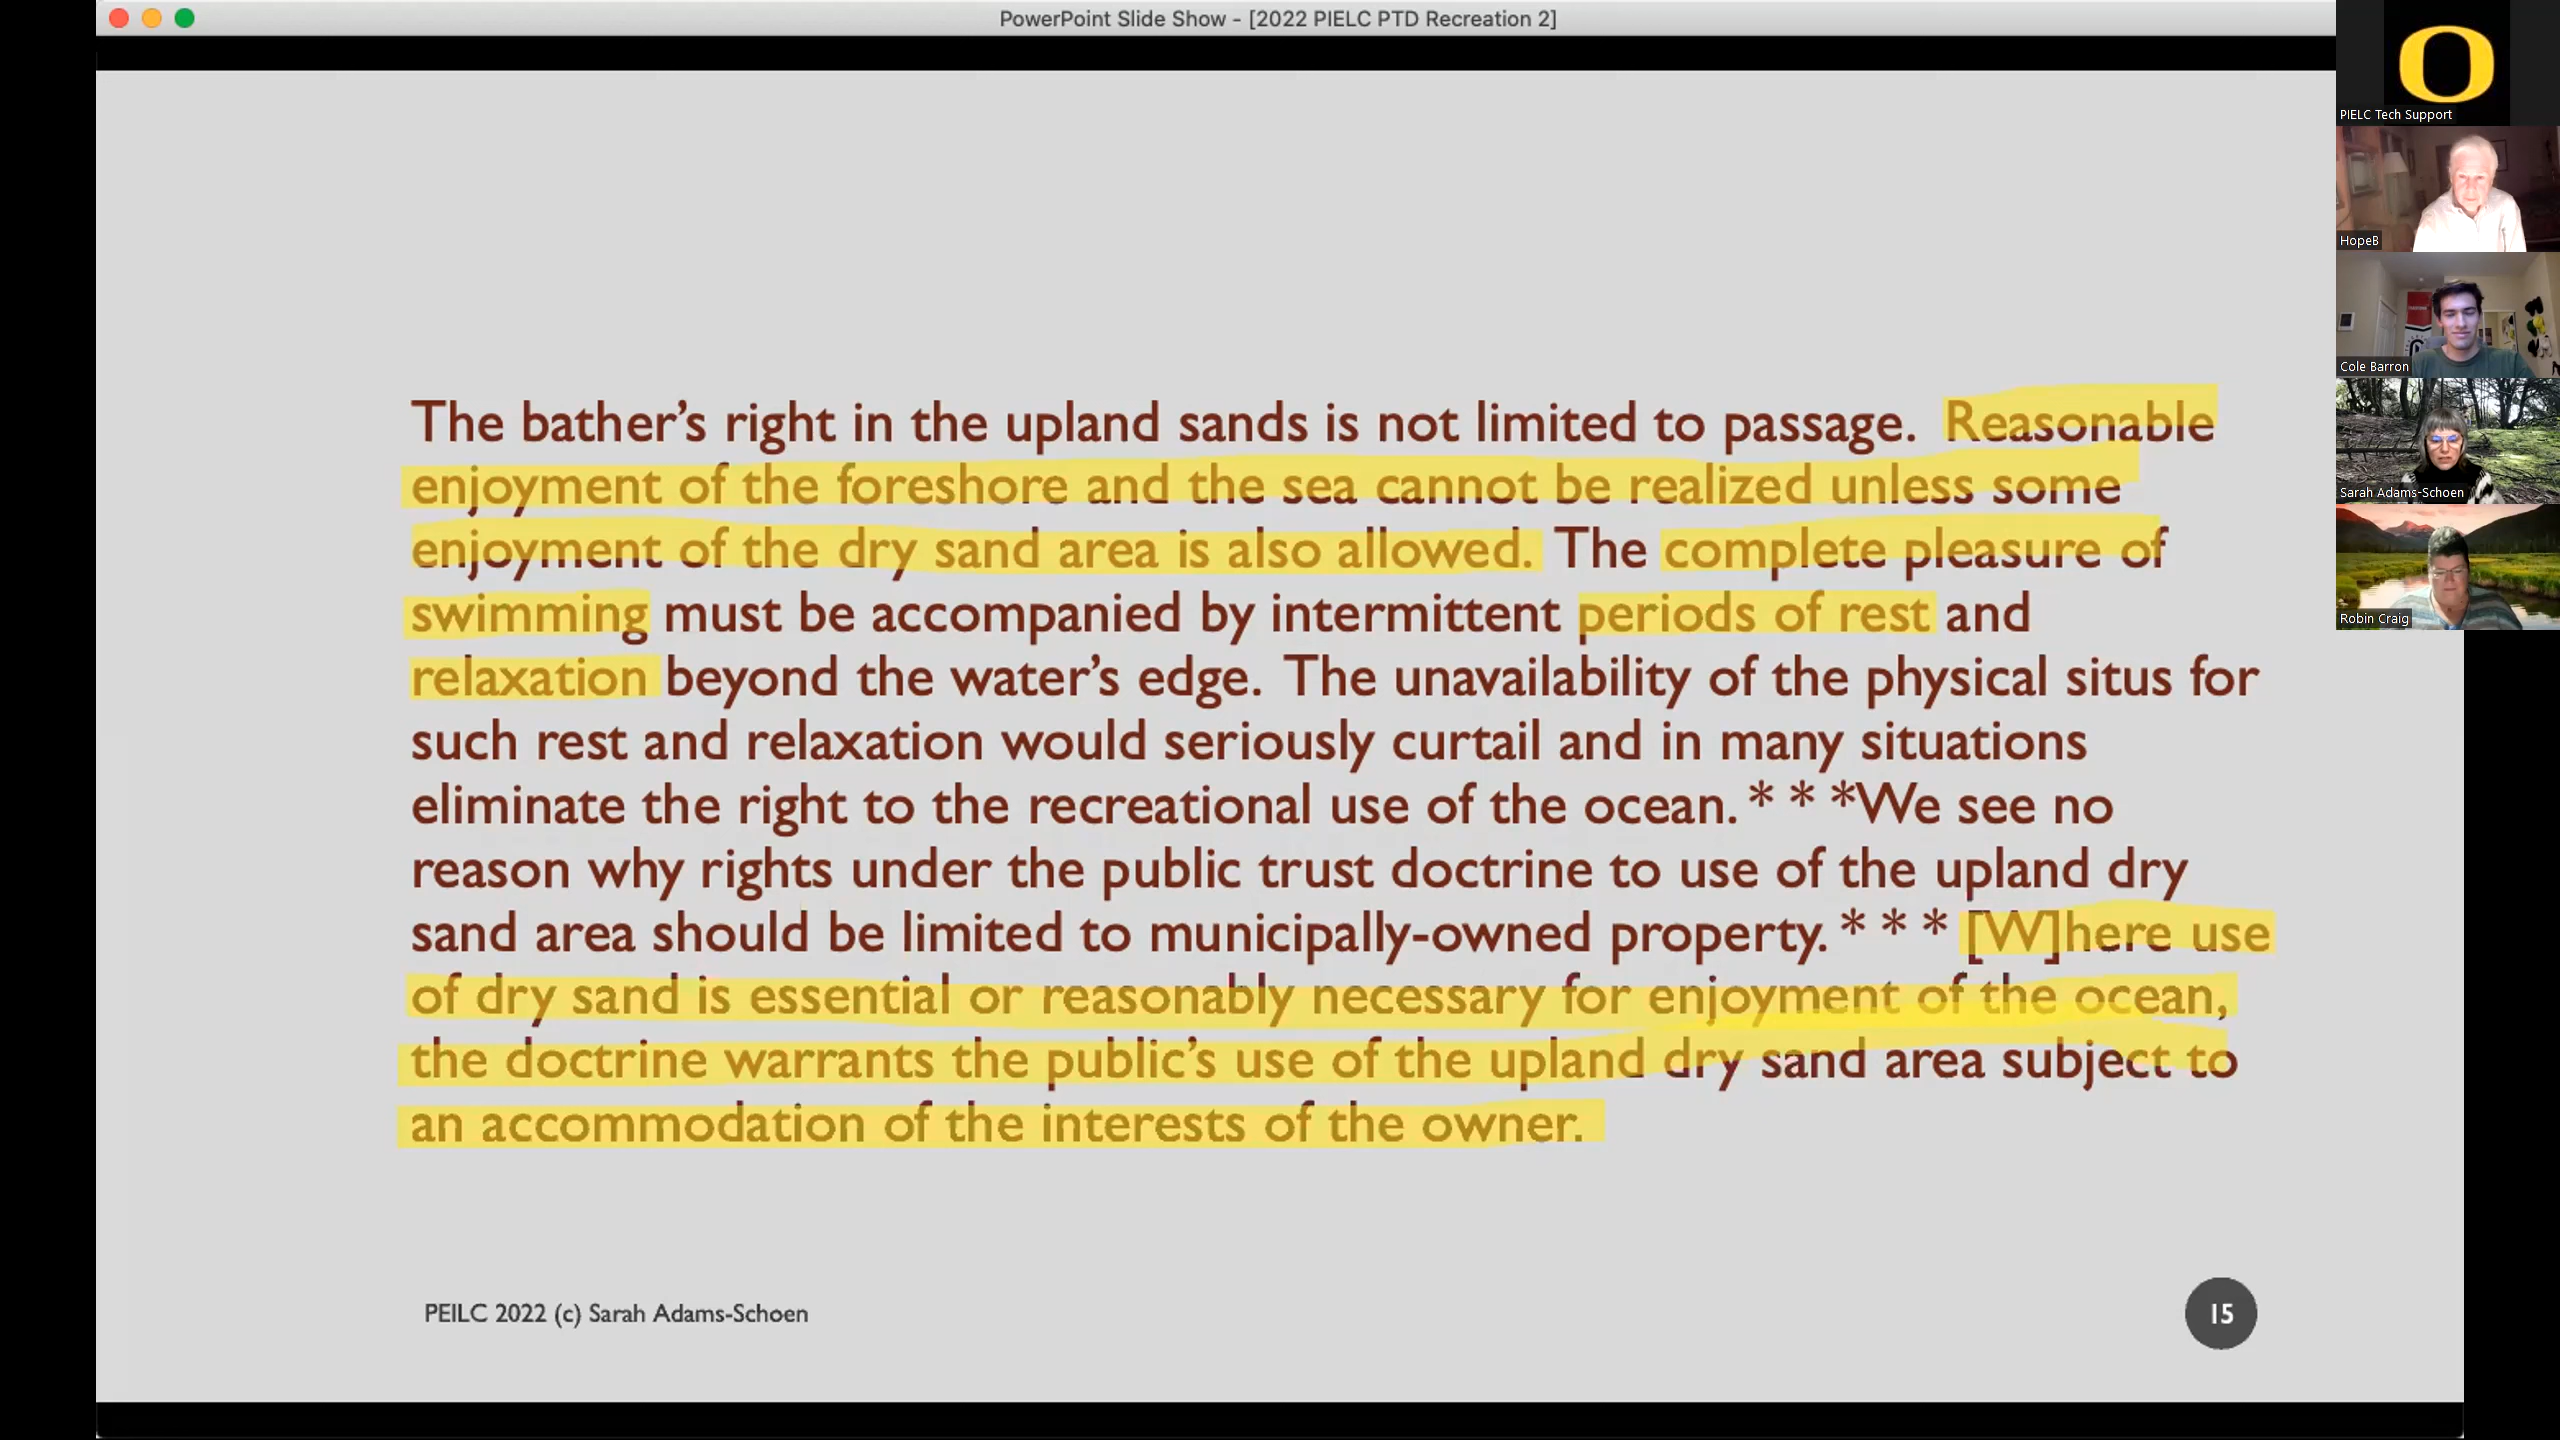 PowerPoint Slide Show - [2022 PIELC PTD Recreation 2]
The bather’s right in the upland sands is not limited to passage. Reasonable
enjoyment of the foreshore and the sea cannot be realized unless some
enjoyment of the dry sand area is also allowed. The complete pleasure of
swimming must be accompanied by intermittent periods of rest and
relaxation beyond the water’s edge. The unavailability of the physical situs for
such rest and relaxation would seriously curtail and in many situations
eliminate the right to the recreational use of the ocean. * * *We see no
reason why rights under the public trust doctrine to use of the upland dry
sand area should be limited to municipally-owned property. * * * [W]here use
of dry sand is essential or reasonably necessary for enjoyment of the ocean,
the doctrine warrants the public’s use of the upland dry sand area subject to
an accommodation of the interests of the owner.
PEILC 2022 (c) Sarah Adams-Schoen
15
O
PIELC Tech Support
HopeB
Cole Barron
Sarah Adams-Schoen
Robin Craig